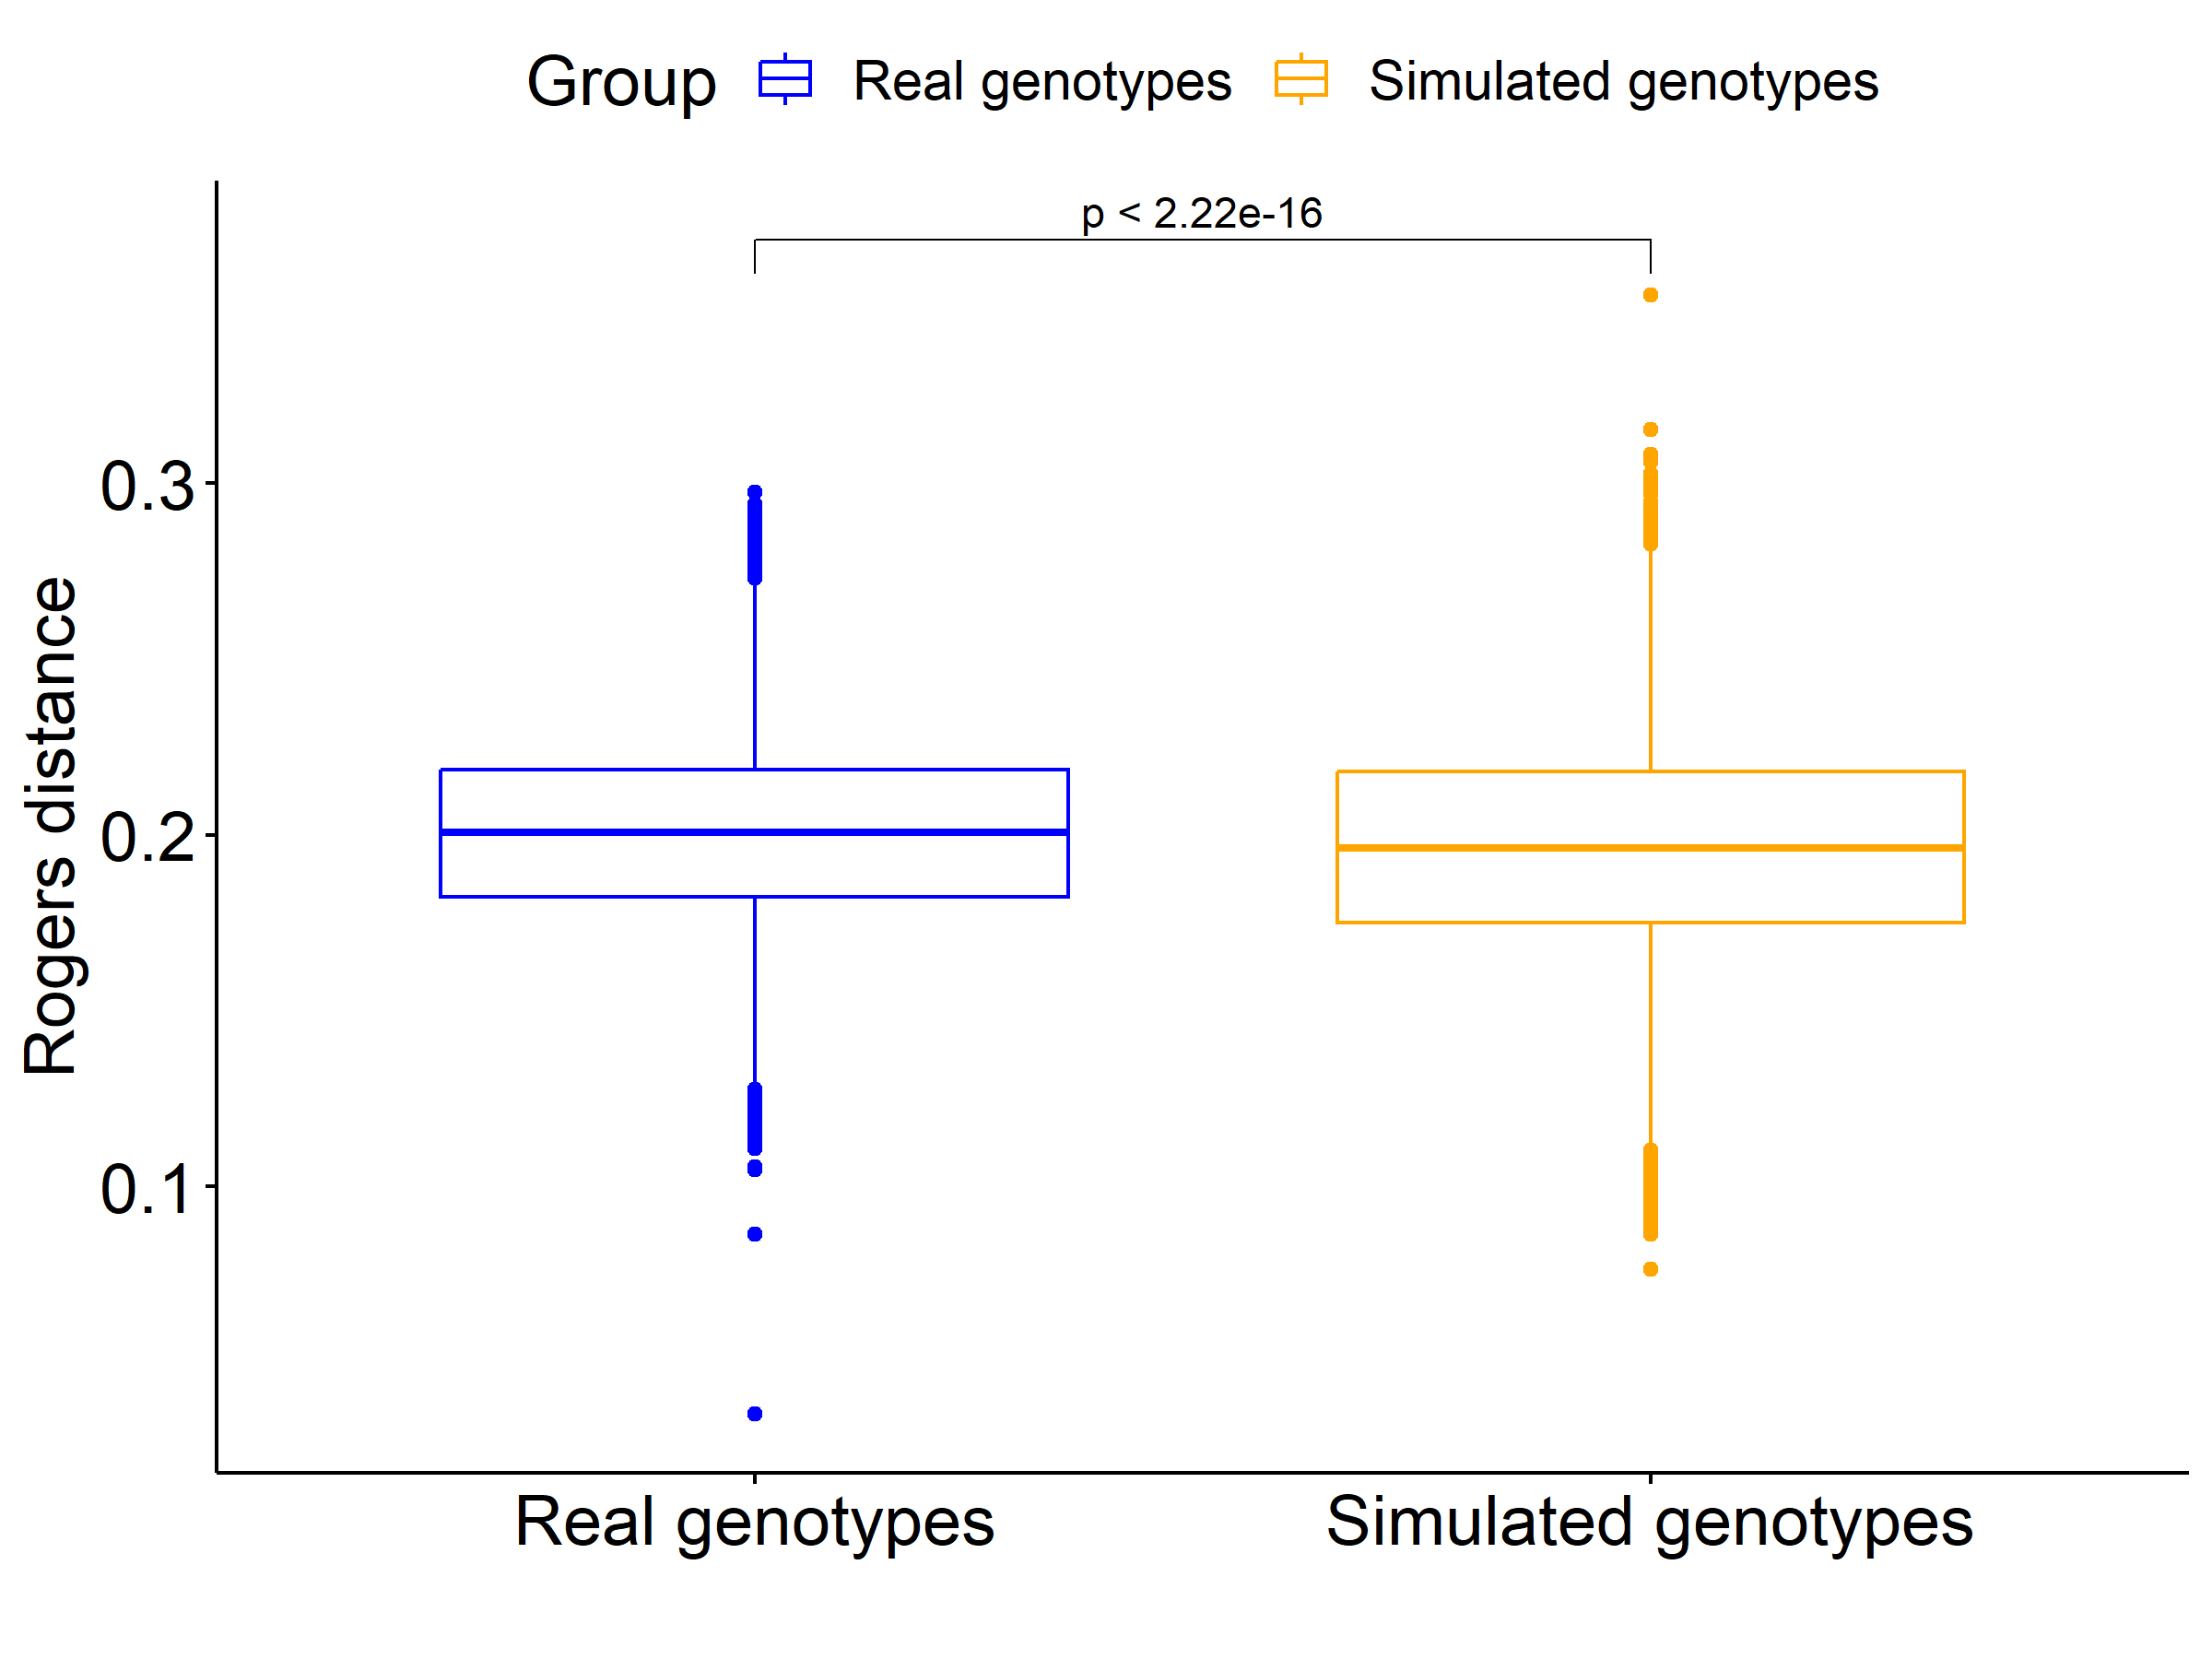 Group Real genotypes Simulated genotypes
p < 2.22e-16
Rogers distance
0.3
0.2
0.1
Real genotypes Simulated genotypes